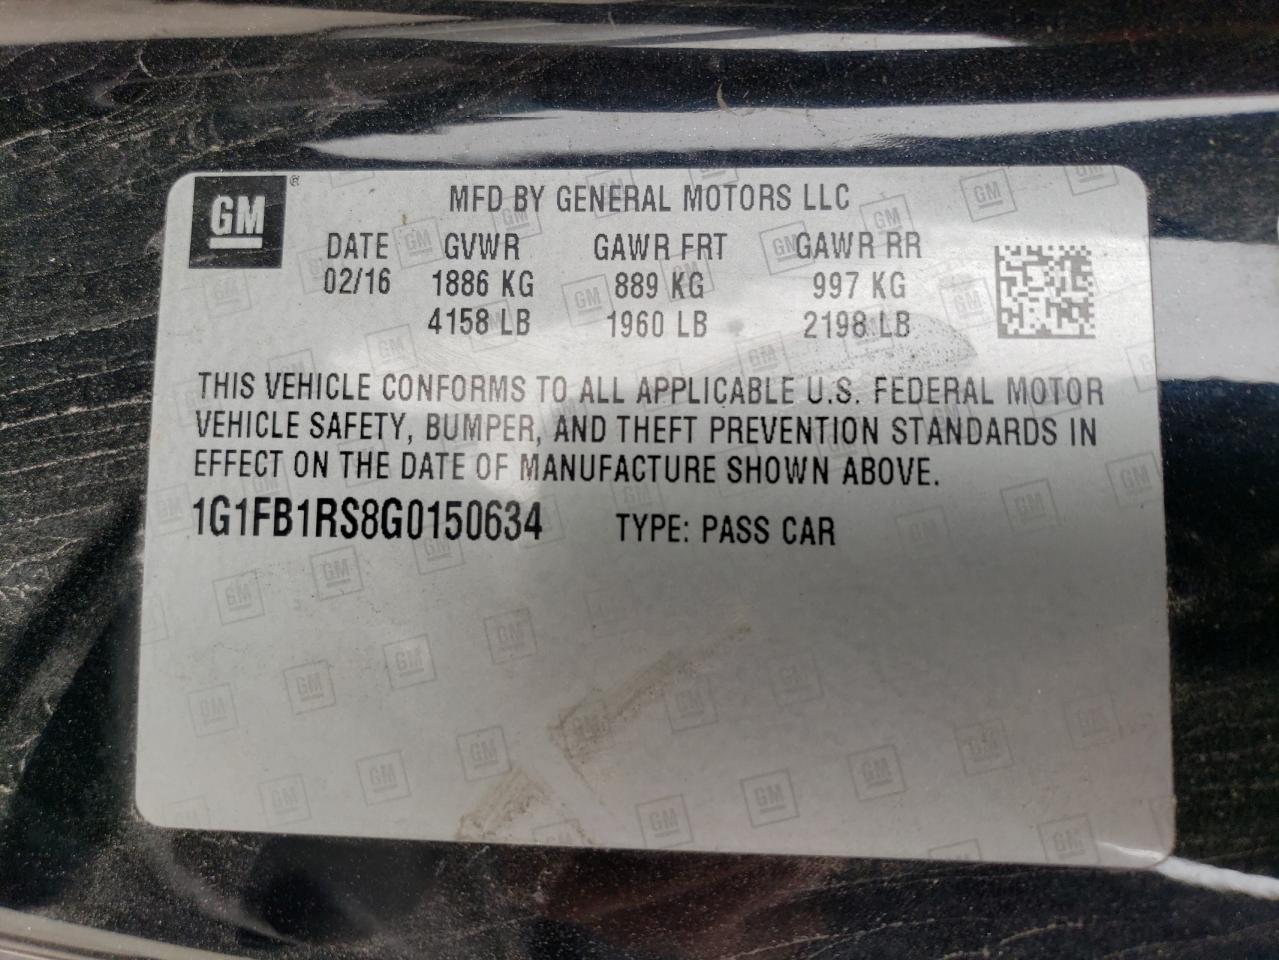 GM®
MFD BY GENERAL MOTORS LLC
DATE GVWR GAWR FRT GAWR RR
02/16 1886 KG 889 KG 997 KG
4158 LB 1960 LB 2198 LB
THIS VEHICLE CONFORMS TO ALL APPLICABLE U.S. FEDERAL MOTOR
VEHICLE SAFETY, BUMPER, AND THEFT PREVENTION STANDARDS IN
EFFECT ON THE DATE OF MANUFACTURE SHOWN ABOVE.
1G1FB1RS8G0150634 TYPE: PASS CAR